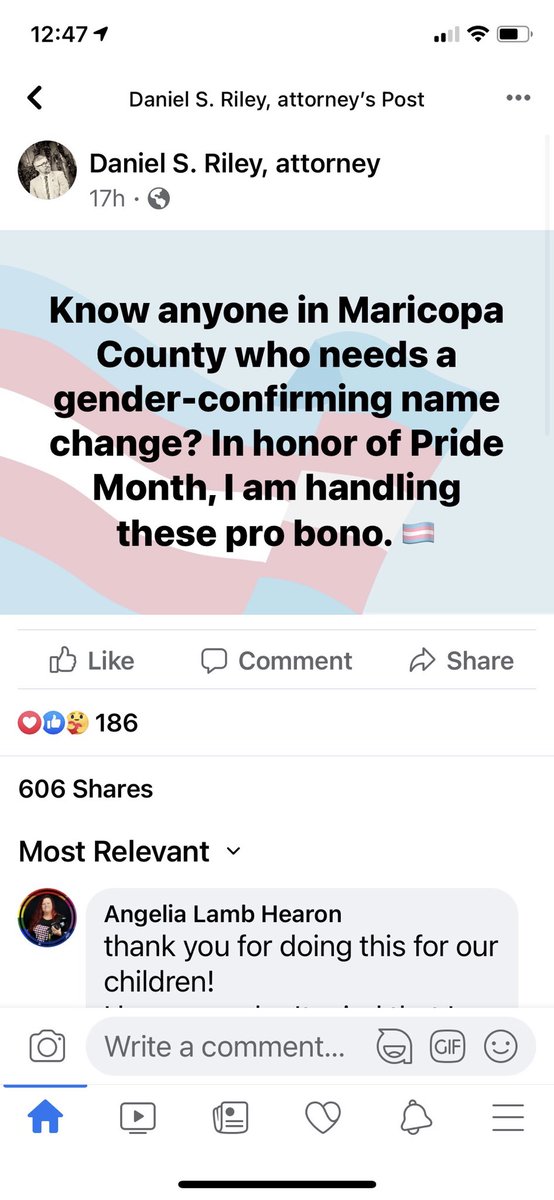 12:47
Daniel S. Riley, attorney's Post
Daniel S. Riley, attorney
17h
Know anyone in Maricopa
County who needs a
gender-confirming name
change? In honor of Pride
Month, I am handling
these pro bono.
Like Comment Share
186
606 Shares
Most Relevant
Angelia Lamb Hearon
thank you for doing this for our
children!
Write a comment...
GIF